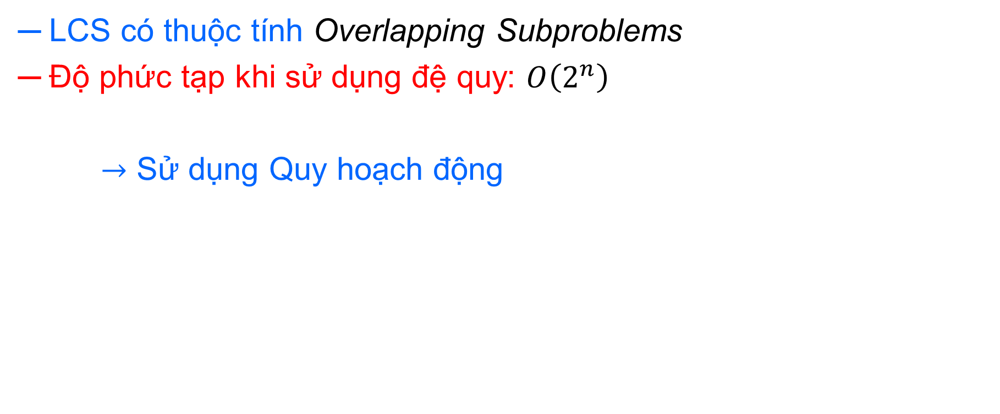 — LCS có thuộc tính Overlapping Subproblems
— Độ phức tạp khi sử dụng đệ quy: 𝑂(2ⁿ)
→ Sử dụng Quy hoạch động